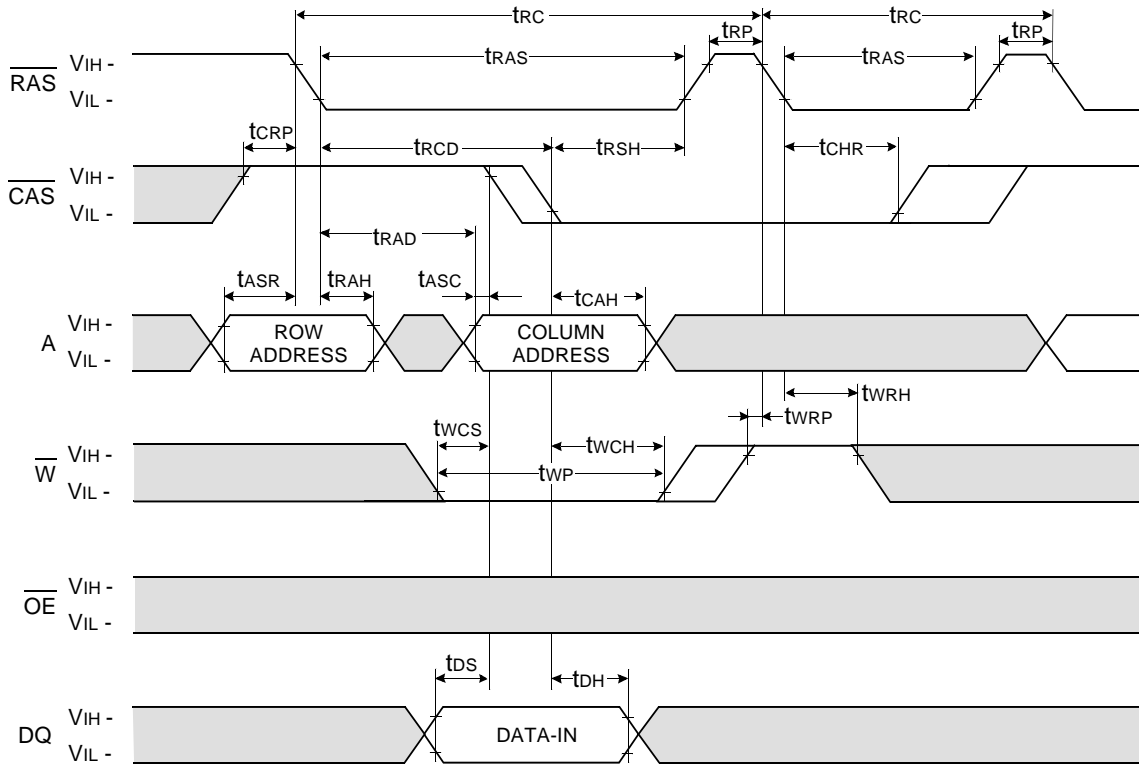 tRC tRC
tRP tRP
tRAS tRAS
RAS VIH -
VIL -
tCRP
tRCD tRSH tCHR
CAS VIH -
VIL -
tRAD
tASR tRAH tASC tCAH
A VIH -
VIL -
ROW
ADDRESS
COLUMN
ADDRESS
tWRH
tWRP
tWCS tWCH
tWP
W VIH -
VIL -
OE VIH -
VIL -
tDS tDH
DQ VIH -
VIL -
DATA-IN